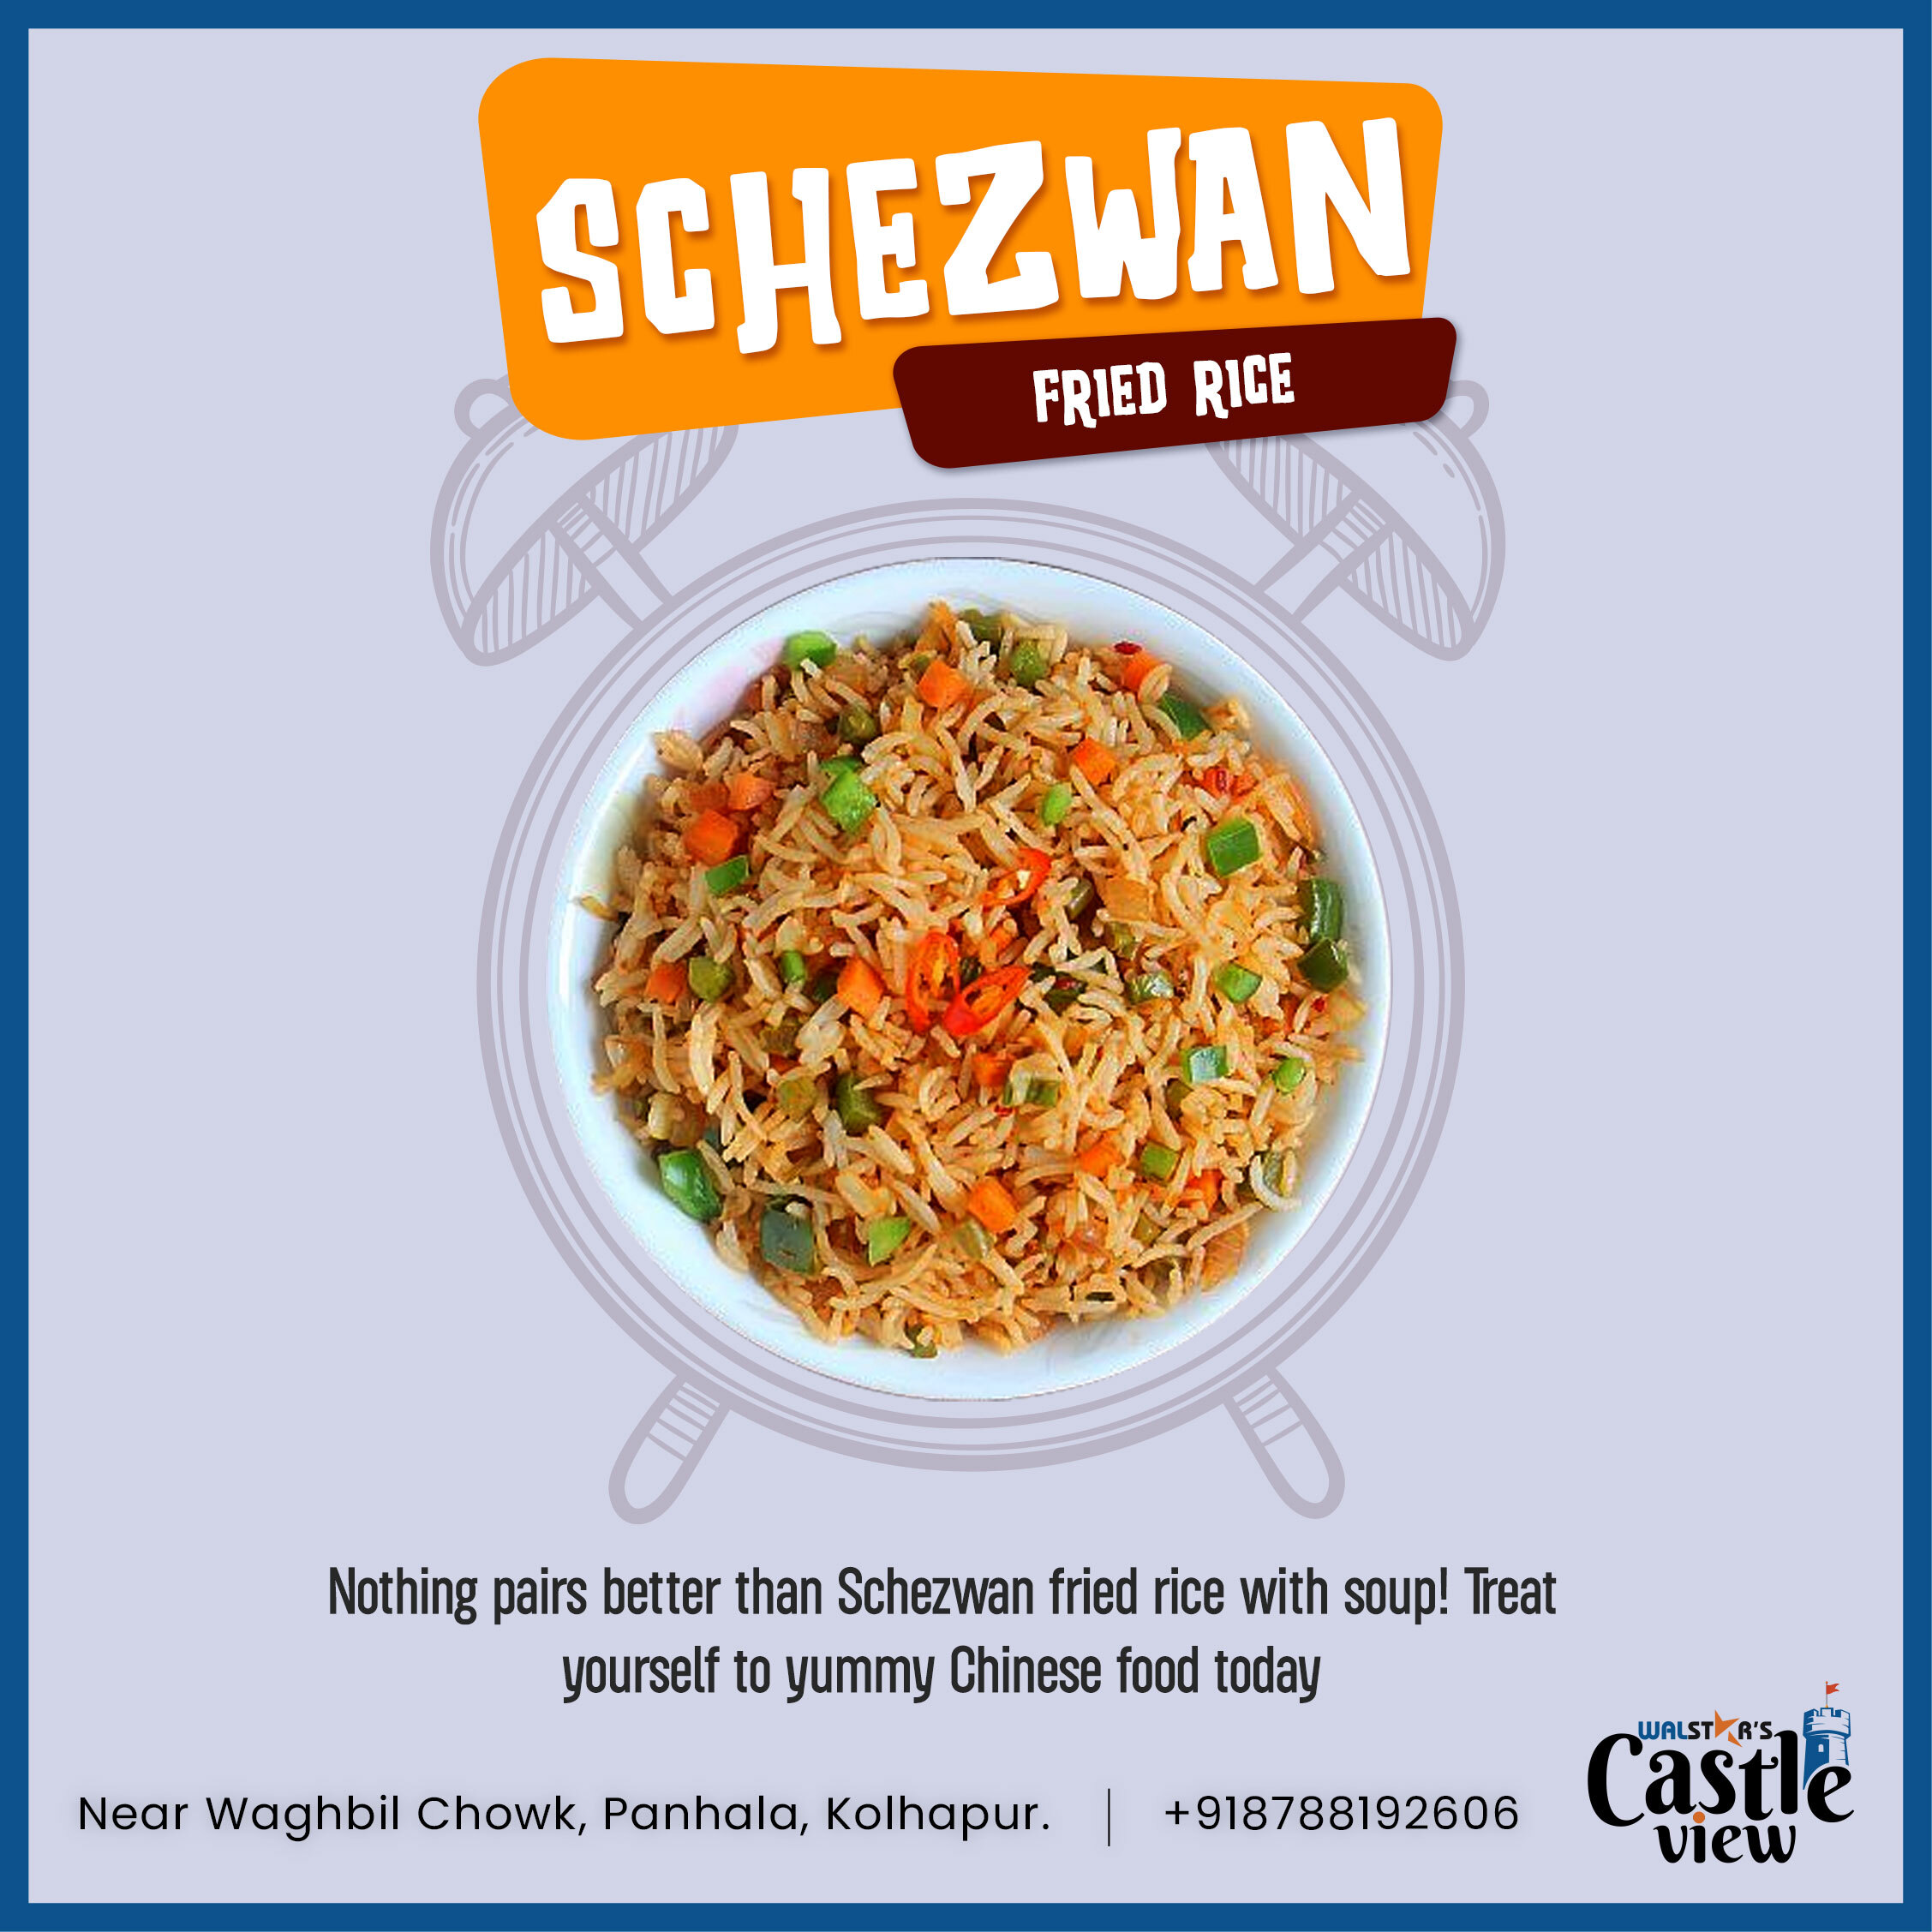 SCHEZWAN
FRIED RICE
Nothing pairs better than Schezwan fried rice with soup! Treat
yourself to yummy Chinese food today
WALSTAR'S
Castle
view
Near Waghbil Chowk, Panhala, Kolhapur. | +918788192606